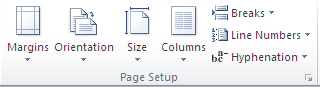 Margins Orientation Size Columns
Breaks
Line Numbers
bc Hyphenation
Page Setup